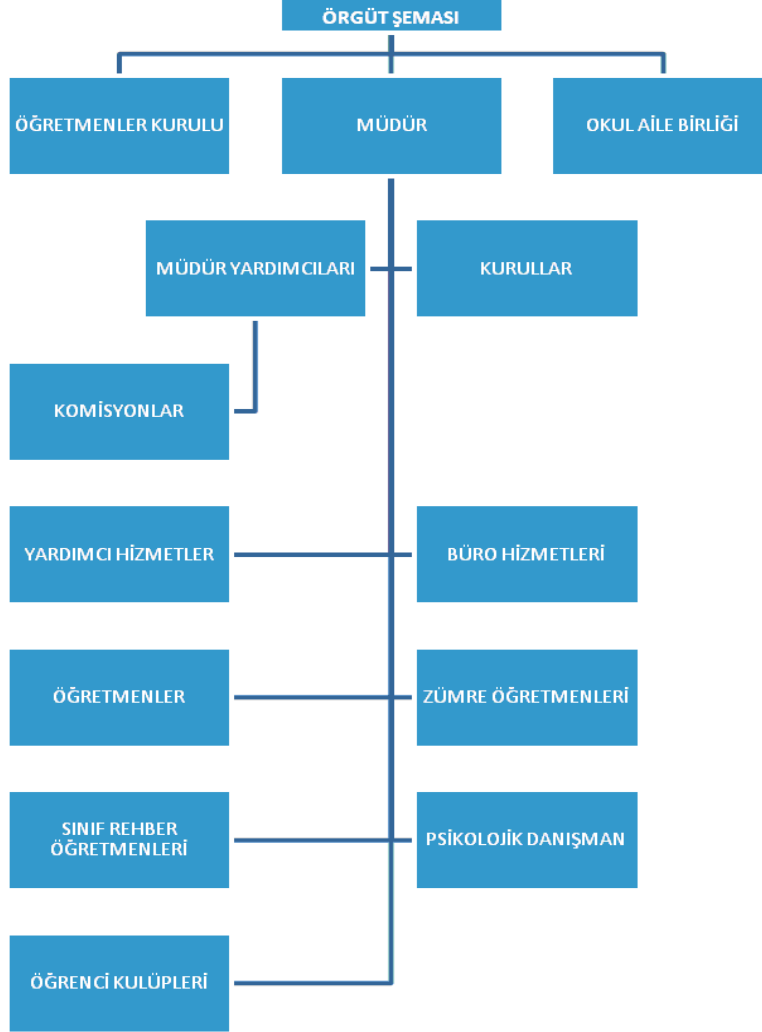 ÖRGÜT ŞEMASI
ÖĞRETMENLER KURULU
MÜDÜR
OKUL AİLE BİRLİĞİ
MÜDÜR YARDIMCILARI
KURULLAR
KOMİSYONLAR
YARDIMCI HİZMETLER
BÜRO HİZMETLERİ
ÖĞRETMENLER
ZÜMRE ÖĞRETMENLERİ
SINIF REHBER
ÖĞRETMENLERİ
PSİKOLOJİK DANIŞMAN
ÖĞRENCİ KULÜPLERİ